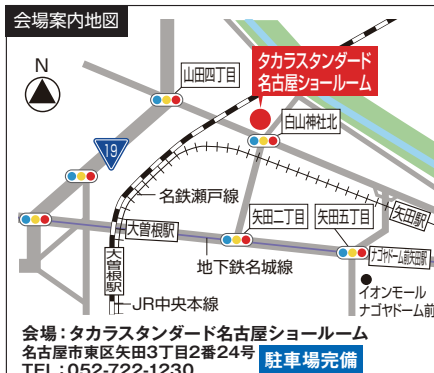 会場案内地図
N
タカラスタンダード
名古屋ショールーム
山田四丁目
白山神社北
19
名鉄瀬戸線
矢田駅
大曽根駅
矢田二丁目
矢田五丁目
ナゴヤドーム前矢田駅
大曽根駅
地下鉄名城線
イオンモール
ナゴヤドーム前
JR中央本線
会場:タカラスタンダード名古屋ショールーム
名古屋市東区矢田3丁目2番24号
駐車場完備
TEL:052-722-1230